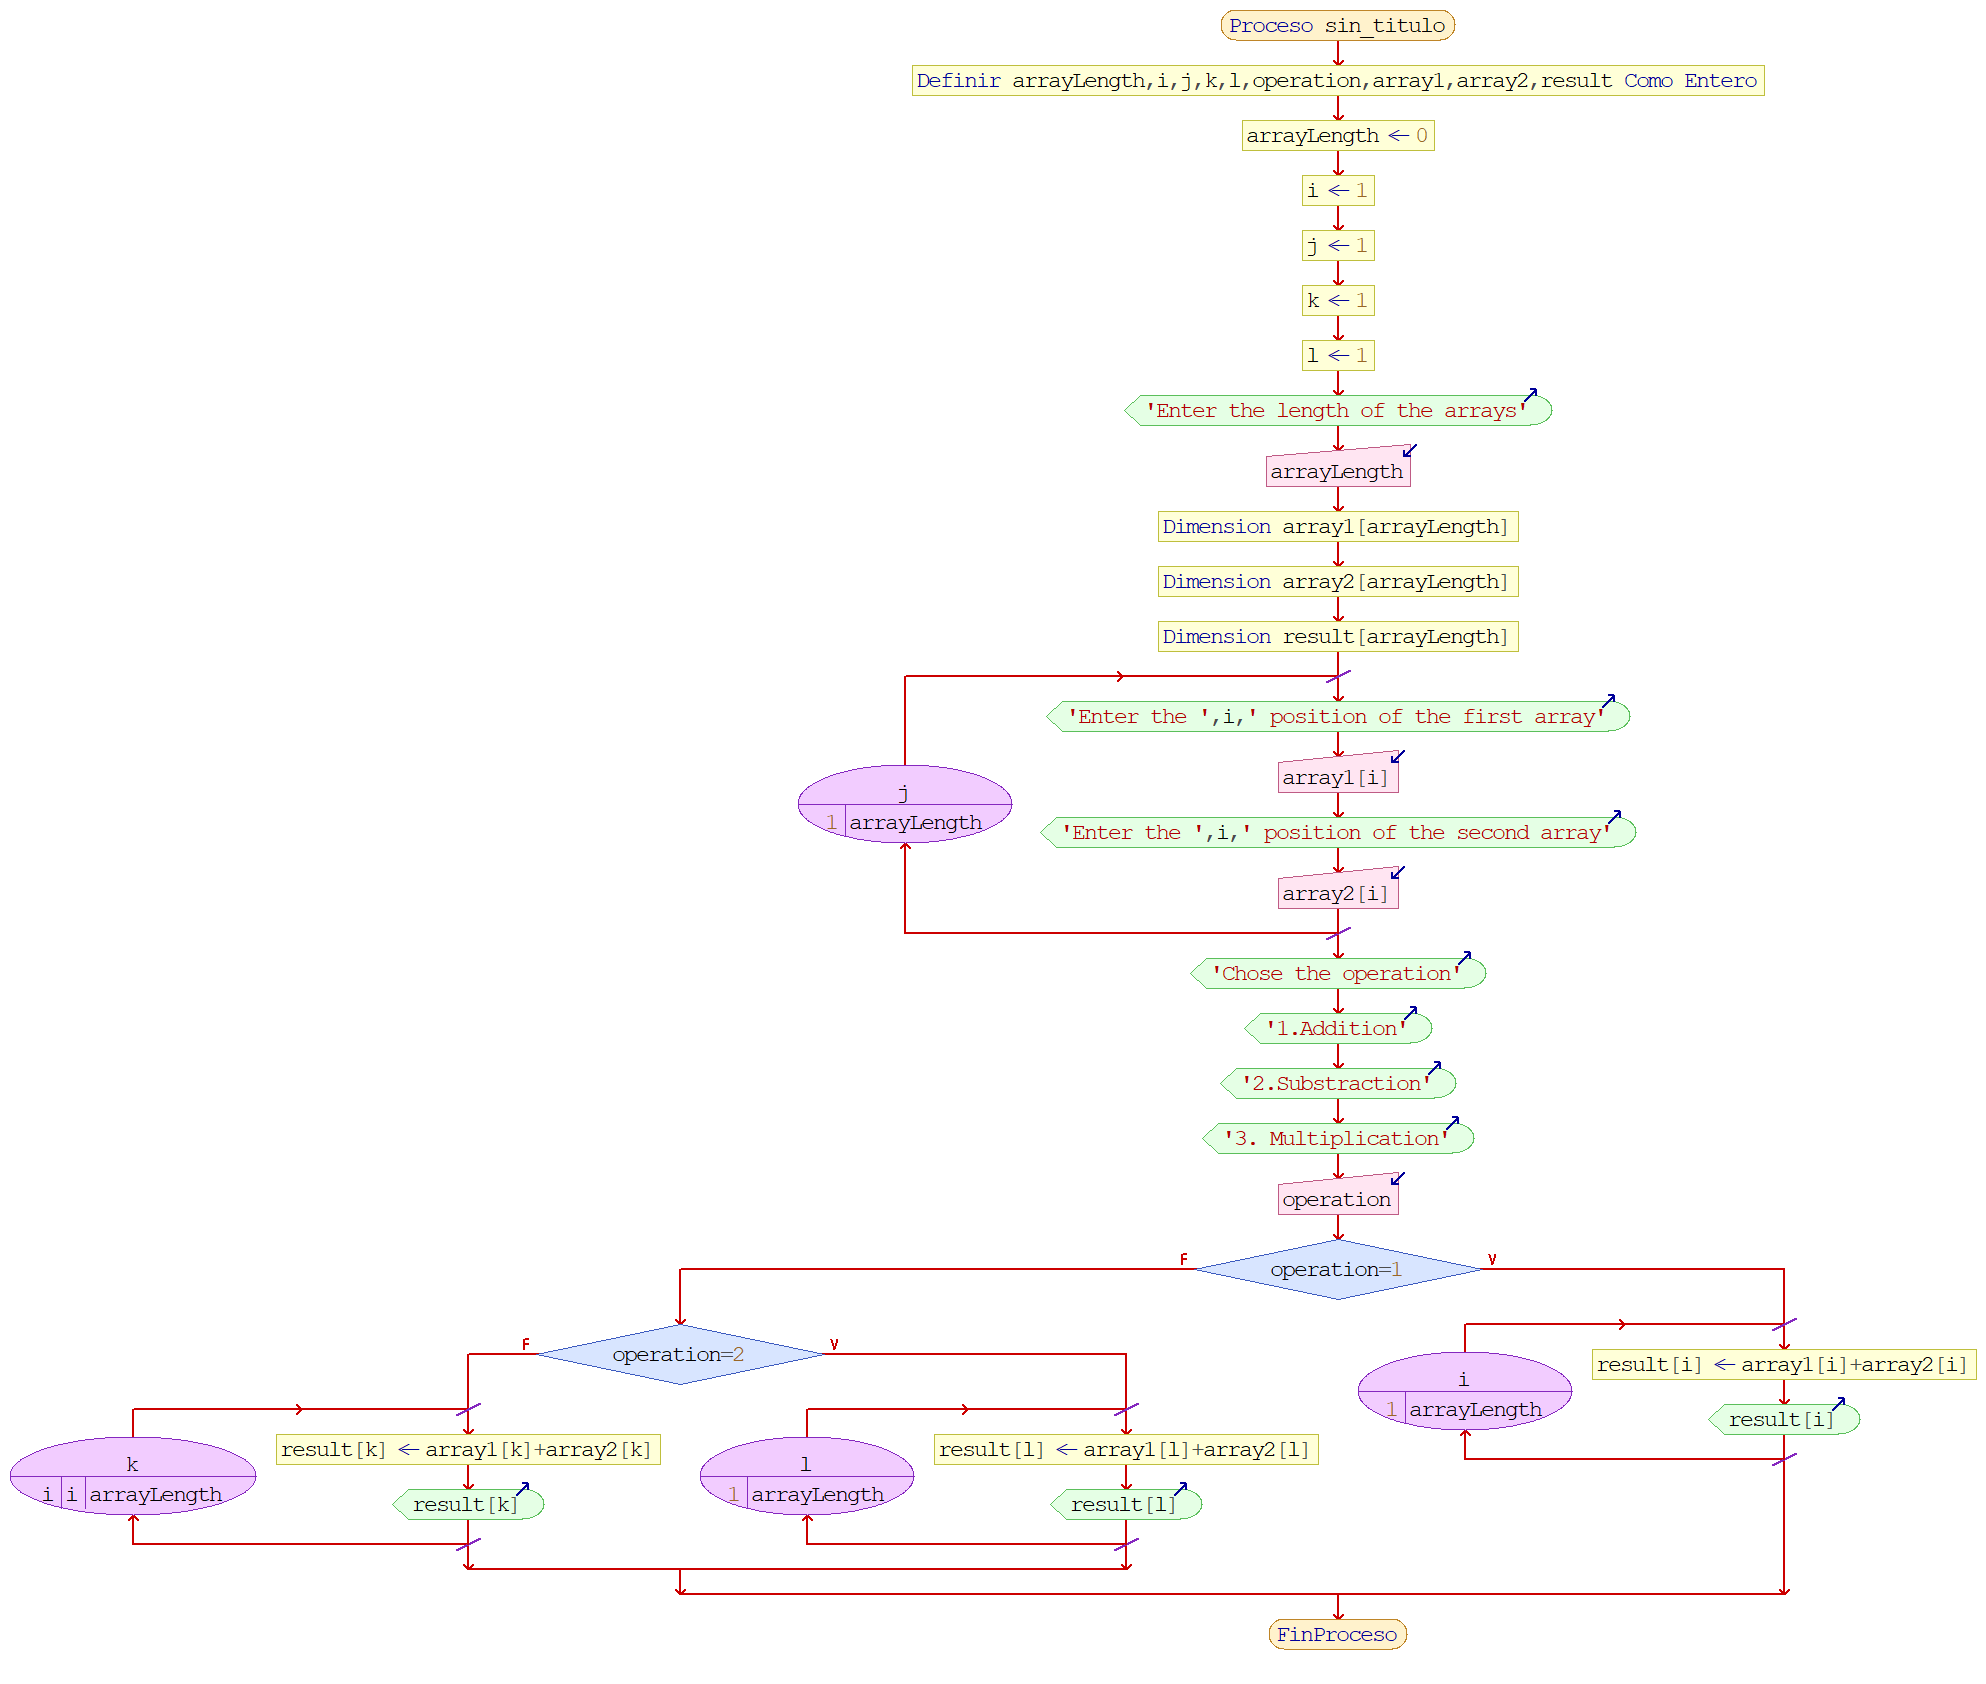 Proceso sin_titulo
Definir arrayLength,i,j,k,l,operation,array1,array2,result Como Entero
arrayLength ← 0
i ← 1
j ← 1
k ← 1
l ← 1
'Enter the length of the arrays'
arrayLength
Dimension array1[arrayLength]
Dimension array2[arrayLength]
Dimension result[arrayLength]
'Enter the ',i,' position of the first array'
array1[i]
j
1 arrayLength
'Enter the ',i,' position of the second array'
array2[i]
'Chose the operation'
'1.Addition'
'2.Substraction'
'3. Multiplication'
operation
F operation=1 V
F operation=2 V
result[i] ← array1[i]+array2[i]
i
1 arrayLength
result[i]
result[k] ← array1[k]+array2[k]
k
i i arrayLength
result[k]
result[l] ← array1[l]+array2[l]
l
1 arrayLength
result[l]
FinProceso